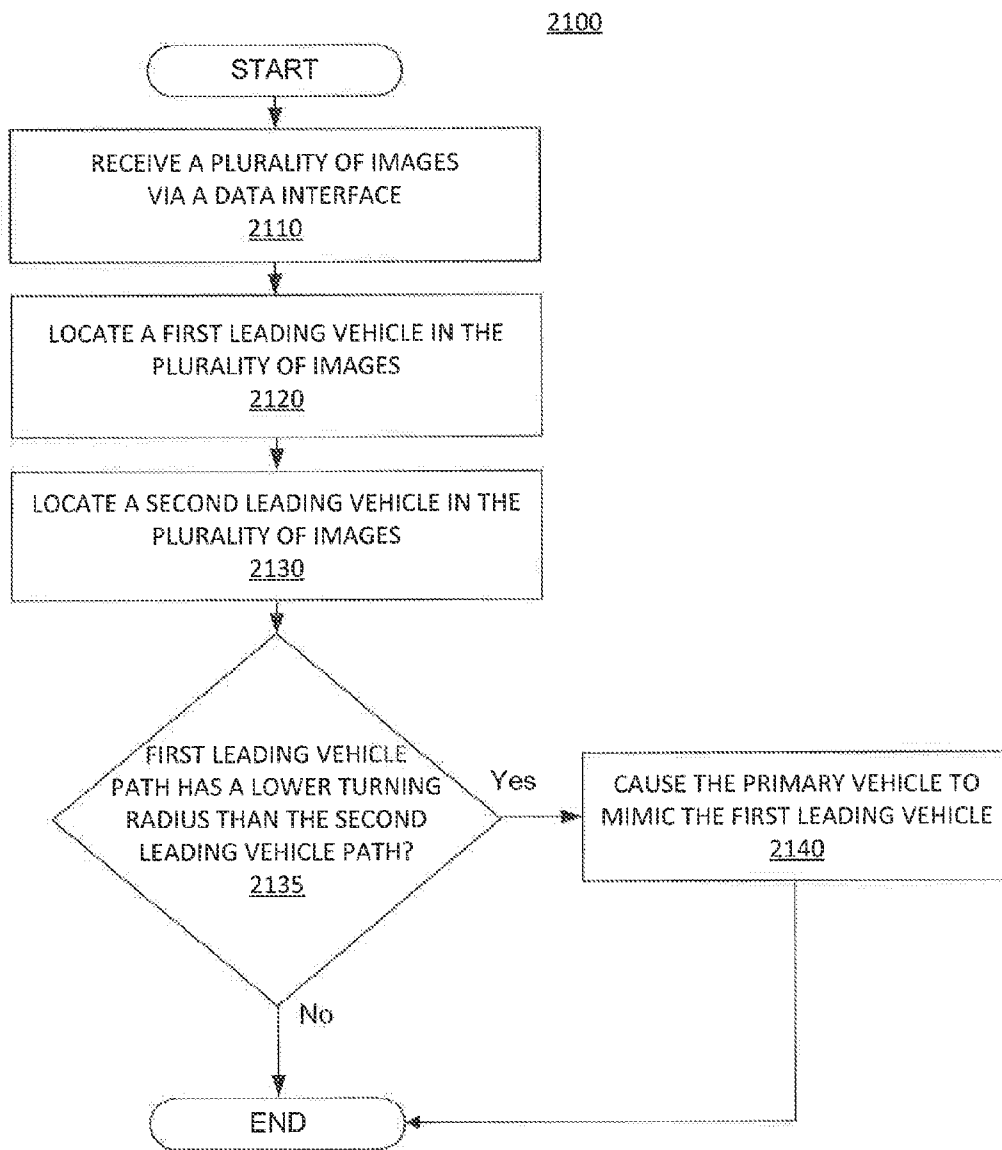 2100
START
RECEIVE A PLURALITY OF IMAGES
VIA A DATA INTERFACE
2110
LOCATE A FIRST LEADING VEHICLE IN THE
PLURALITY OF IMAGES
2120
LOCATE A SECOND LEADING VEHICLE IN THE
PLURALITY OF IMAGES
2130
FIRST LEADING VEHICLE
PATH HAS A LOWER TURNING
RADIUS THAN THE SECOND
LEADING VEHICLE PATH?
2135
Yes
CAUSE THE PRIMARY VEHICLE TO
MIMIC THE FIRST LEADING VEHICLE
2140
No
END